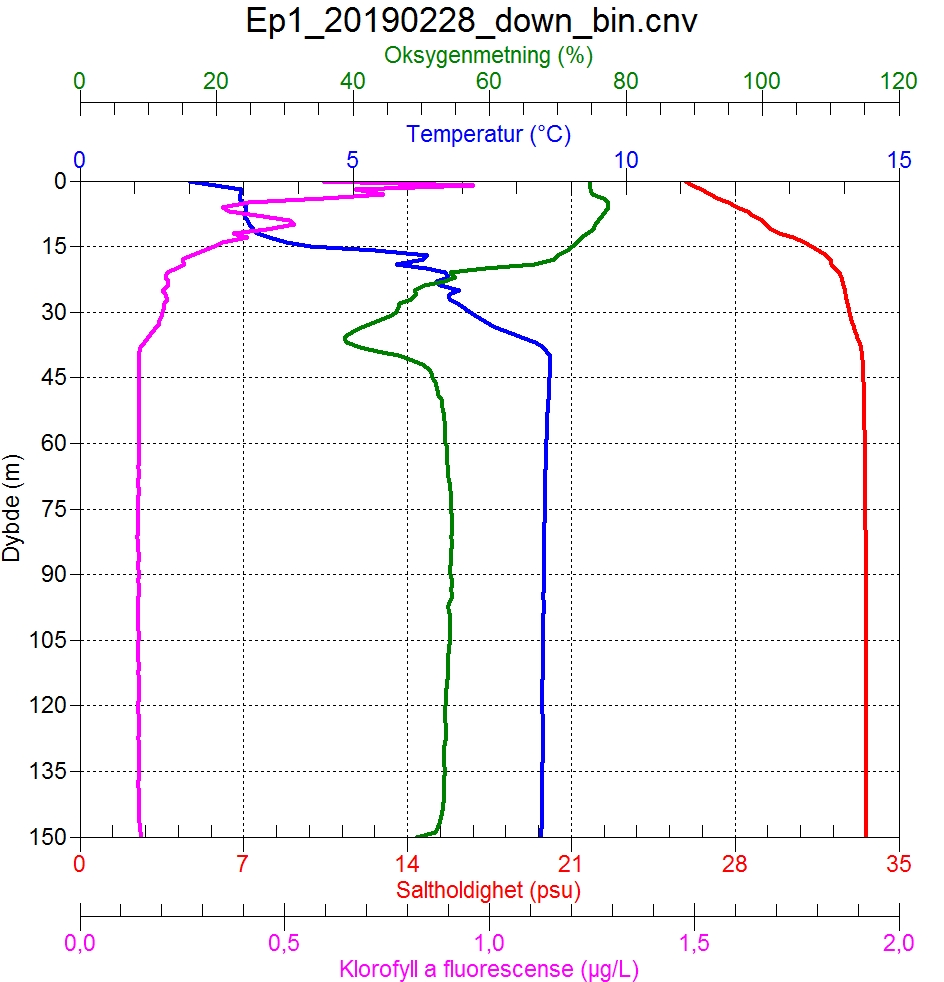 Ep1_20190228_down_bin.cnv
Oksygenmetning (%)
0 20 40 60 80 100 120
Temperatur (°C)
0 5 10 15
0
15
30
45
60
75
90
105
120
135
150
Dybde (m)
0 7 14 21 28 35
Saltholdighet (psu)
0,0 0,5 1,0 1,5 2,0
Klorofyll a fluorescense (µg/L)